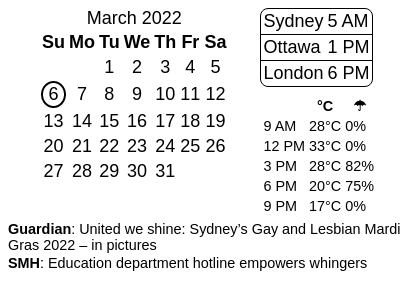 March 2022
Su Mo Tu We Th Fr Sa
1 2 3 4 5
6 7 8 9 10 11 12
13 14 15 16 17 18 19
20 21 22 23 24 25 26
27 28 29 30 31
Sydney 5 AM
Ottawa 1 PM
London 6 PM
°C ☂
9 AM 28°C 0%
12 PM 33°C 0%
3 PM 28°C 82%
6 PM 20°C 75%
9 PM 17°C 0%
Guardian: United we shine: Sydney’s Gay and Lesbian Mardi
Gras 2022 – in pictures
SMH: Education department hotline empowers whingers